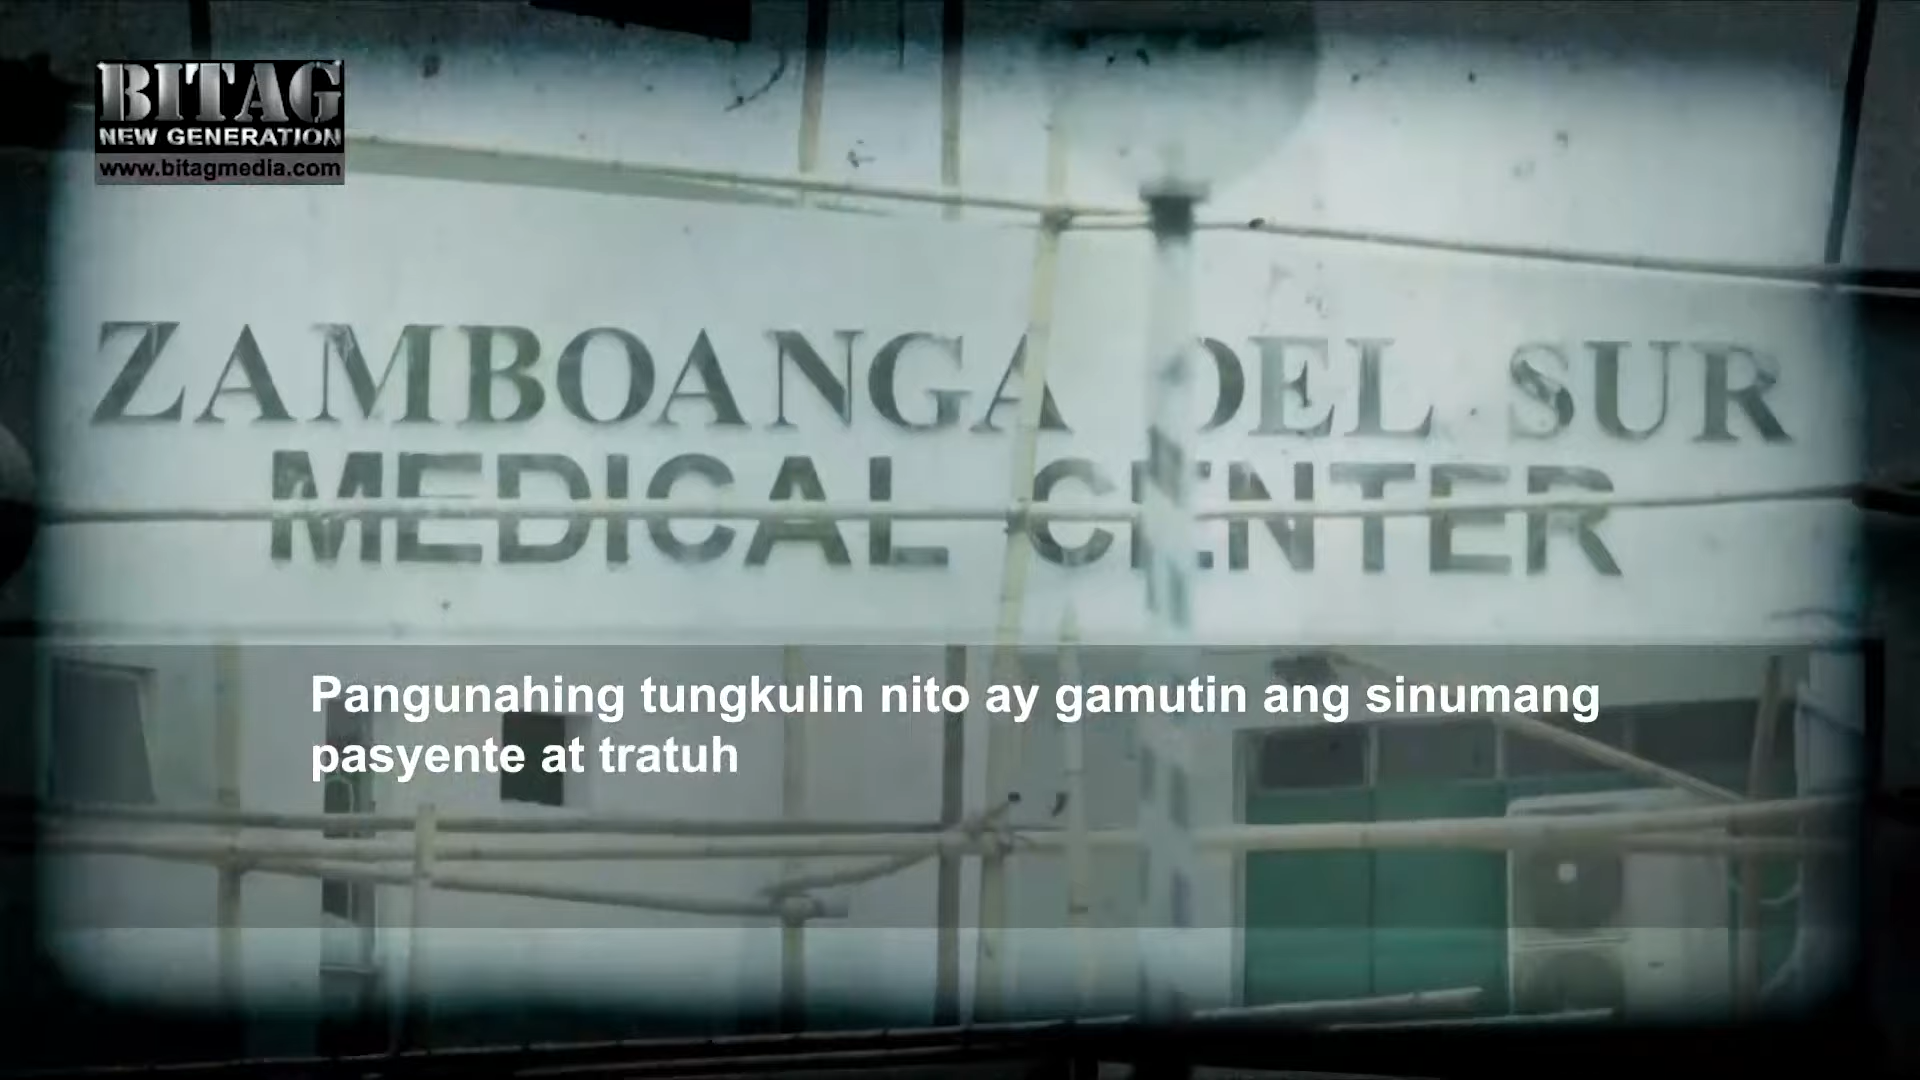 BITAG
NEW GENERATION
www.bitagmedia.com
ZAMBOANGA DEL SUR
MEDICAL CENTER
Pangunahing tungkulin nito ay gamutin ang sinumang
pasyente at tratuh